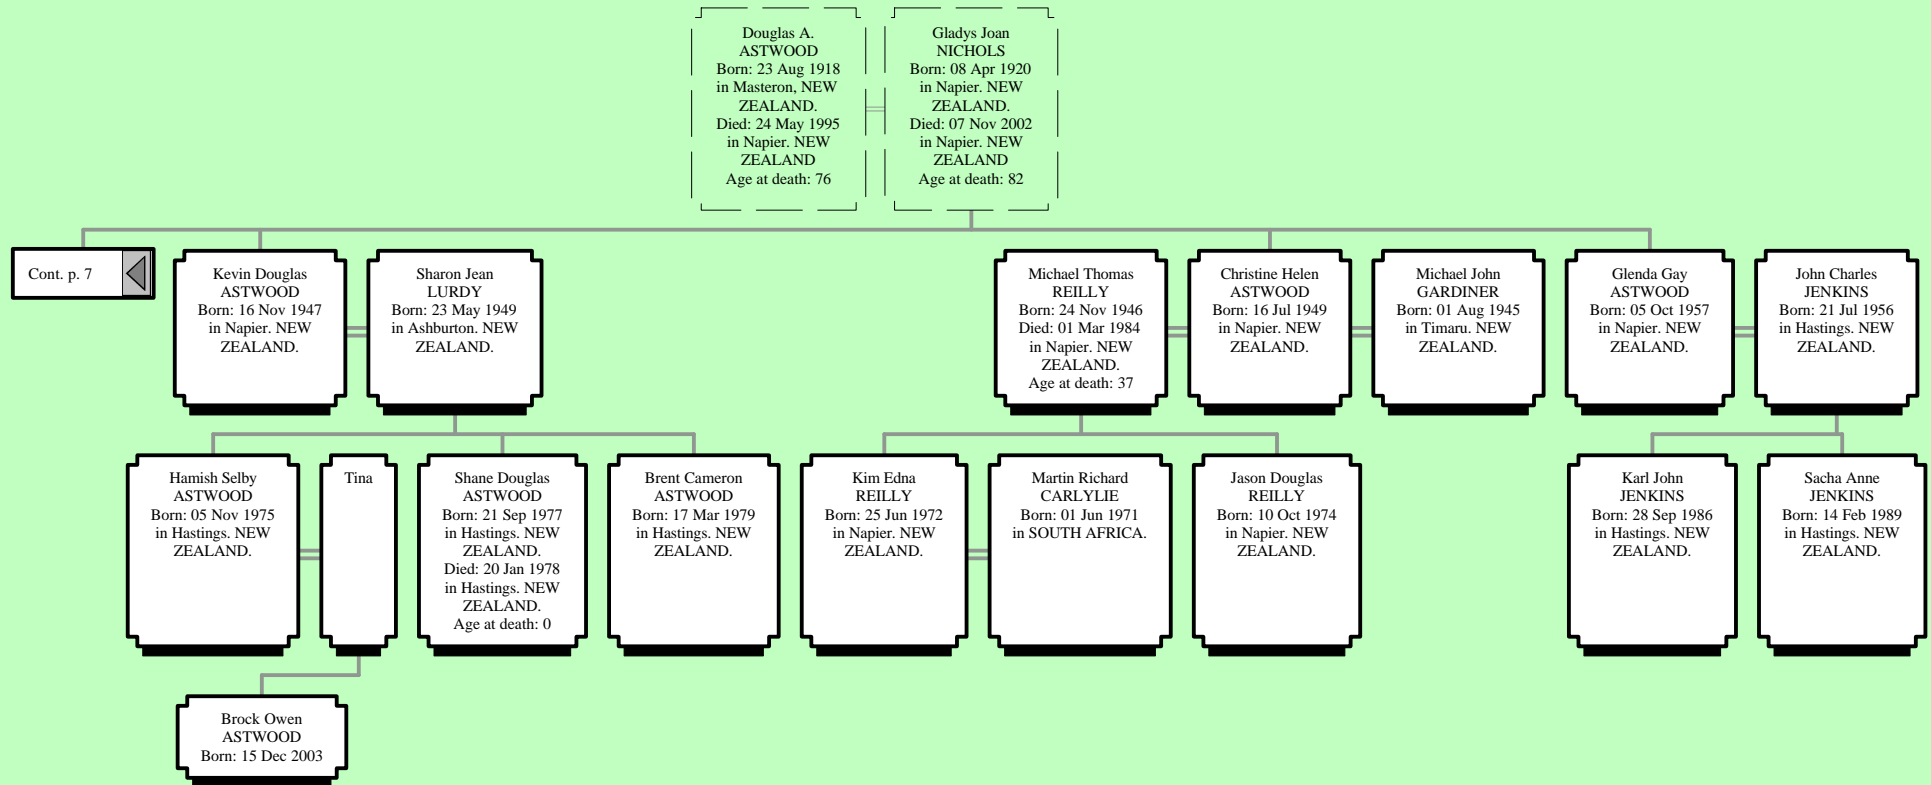 Douglas A.
ASTWOOD
Born: 23 Aug 1918
in Masteron, NEW
ZEALAND.
Died: 24 May 1995
in Napier. NEW
ZEALAND
Age at death: 76
Gladys Joan
NICHOLS
Born: 08 Apr 1920
in Napier. NEW
ZEALAND.
Died: 07 Nov 2002
in Napier. NEW
ZEALAND
Age at death: 82
Cont. p. 7
Kevin Douglas
ASTWOOD
Born: 16 Nov 1947
in Napier. NEW
ZEALAND.
Sharon Jean
LURDY
Born: 23 May 1949
in Ashburton. NEW
ZEALAND.
Michael Thomas
REILLY
Born: 24 Nov 1946
Died: 01 Mar 1984
in Napier. NEW
ZEALAND.
Age at death: 37
Christine Helen
ASTWOOD
Born: 16 Jul 1949
in Napier. NEW
ZEALAND.
Michael John
GARDINER
Born: 01 Aug 1945
in Timaru. NEW
ZEALAND.
Glenda Gay
ASTWOOD
Born: 05 Oct 1957
in Napier. NEW
ZEALAND.
John Charles
JENKINS
Born: 21 Jul 1956
in Hastings. NEW
ZEALAND.
Hamish Selby
ASTWOOD
Born: 05 Nov 1975
in Hastings. NEW
ZEALAND.
Tina
Shane Douglas
ASTWOOD
Born: 21 Sep 1977
in Hastings. NEW
ZEALAND.
Died: 20 Jan 1978
in Hastings. NEW
ZEALAND.
Age at death: 0
Brent Cameron
ASTWOOD
Born: 17 Mar 1979
in Hastings. NEW
ZEALAND.
Kim Edna
REILLY
Born: 25 Jun 1972
in Napier. NEW
ZEALAND.
Martin Richard
CARLYLIE
Born: 01 Jun 1971
in SOUTH AFRICA.
Jason Douglas
REILLY
Born: 10 Oct 1974
in Napier. NEW
ZEALAND.
Karl John
JENKINS
Born: 28 Sep 1986
in Hastings. NEW
ZEALAND.
Sacha Anne
JENKINS
Born: 14 Feb 1989
in Hastings. NEW
ZEALAND.
Brock Owen
ASTWOOD
Born: 15 Dec 2003